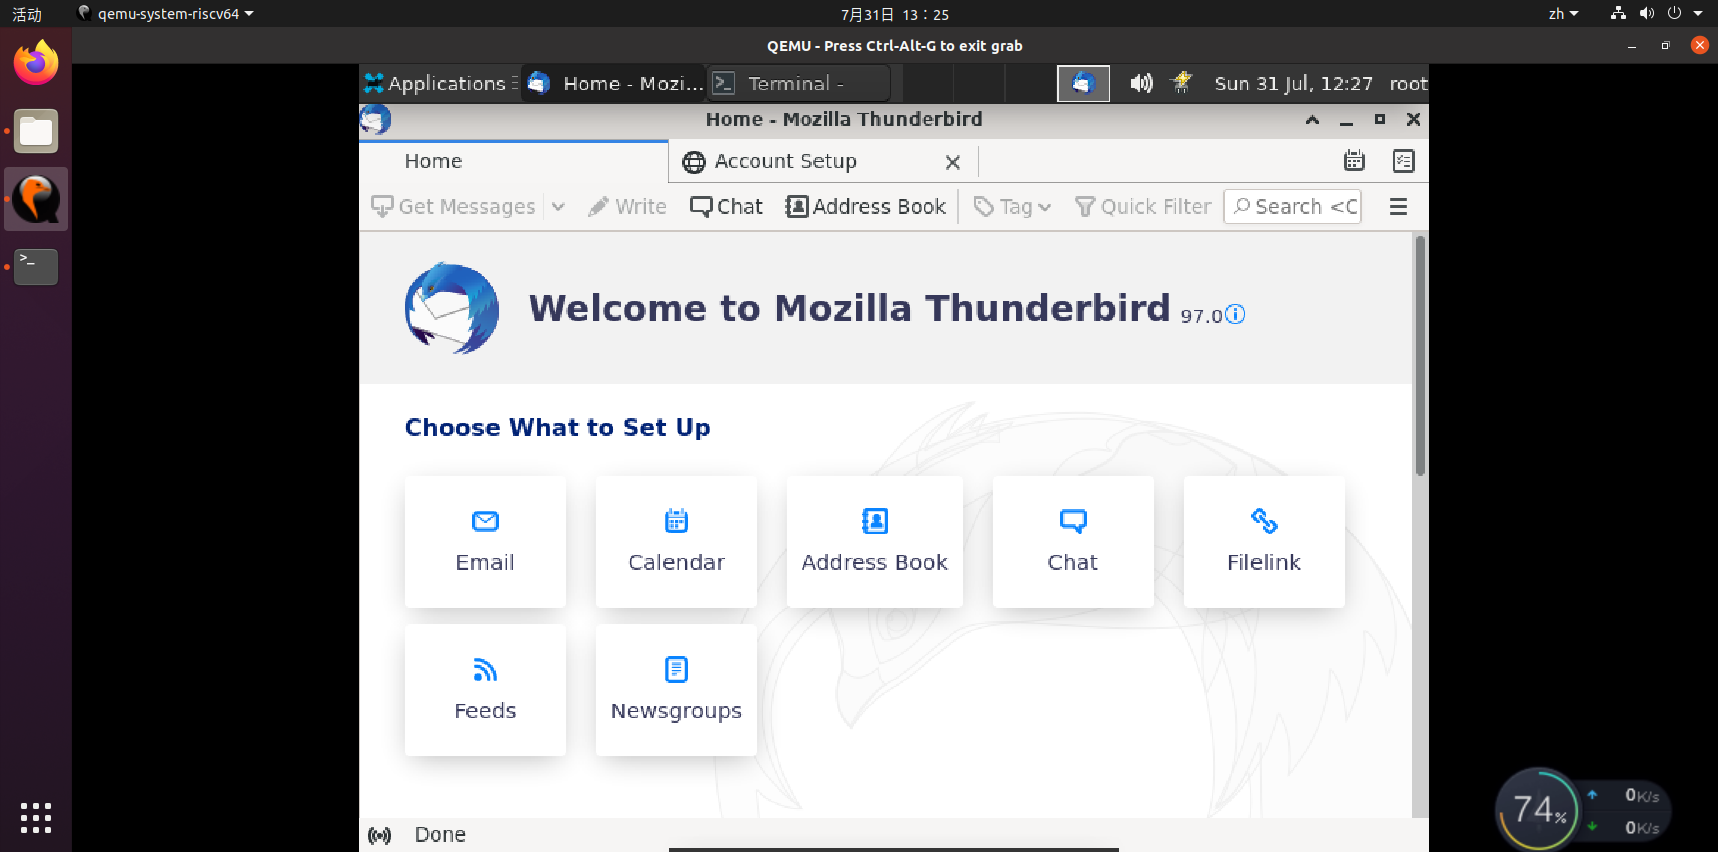 活动
qemu-system-riscv64
7月31日 13：25
zh
QEMU - Press Ctrl-Alt-G to exit grab
Applications
Home - Mozi...
Terminal -
Sun 31 Jul, 12:27
root
Home - Mozilla Thunderbird
Home
Account Setup
Get Messages
Write
Chat
Address Book
Tag
Quick Filter
Search <C
Welcome to Mozilla Thunderbird 97.0
Choose What to Set Up
Email
Calendar
Address Book
Chat
Filelink
Feeds
Newsgroups
74%
0K/s
0K/s
Done